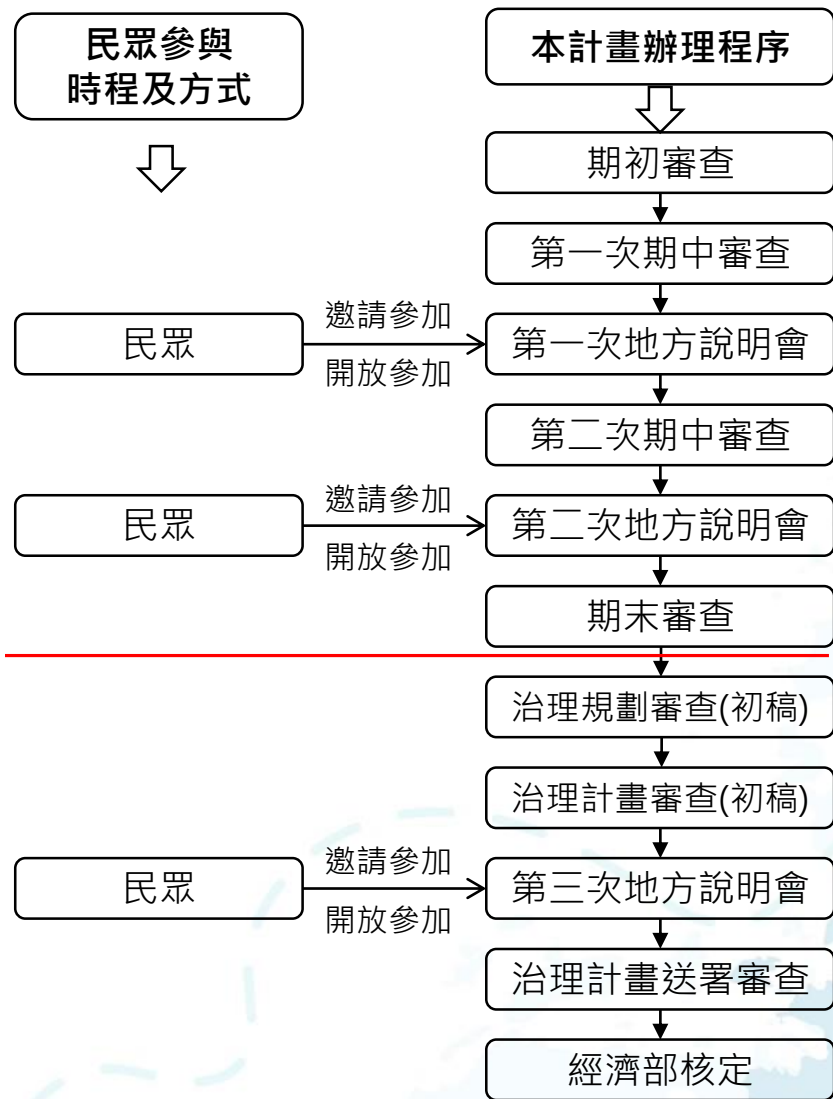 民眾參與
時程及方式
本計畫辦理程序
期初審查
第一次期中審查
民眾
邀請參加
開放參加
第一次地方說明會
第二次期中審查
民眾
邀請參加
開放參加
第二次地方說明會
期末審查
治理規劃審查(初稿)
治理計畫審查(初稿)
民眾
邀請參加
開放參加
第三次地方說明會
治理計畫送署審查
經濟部核定